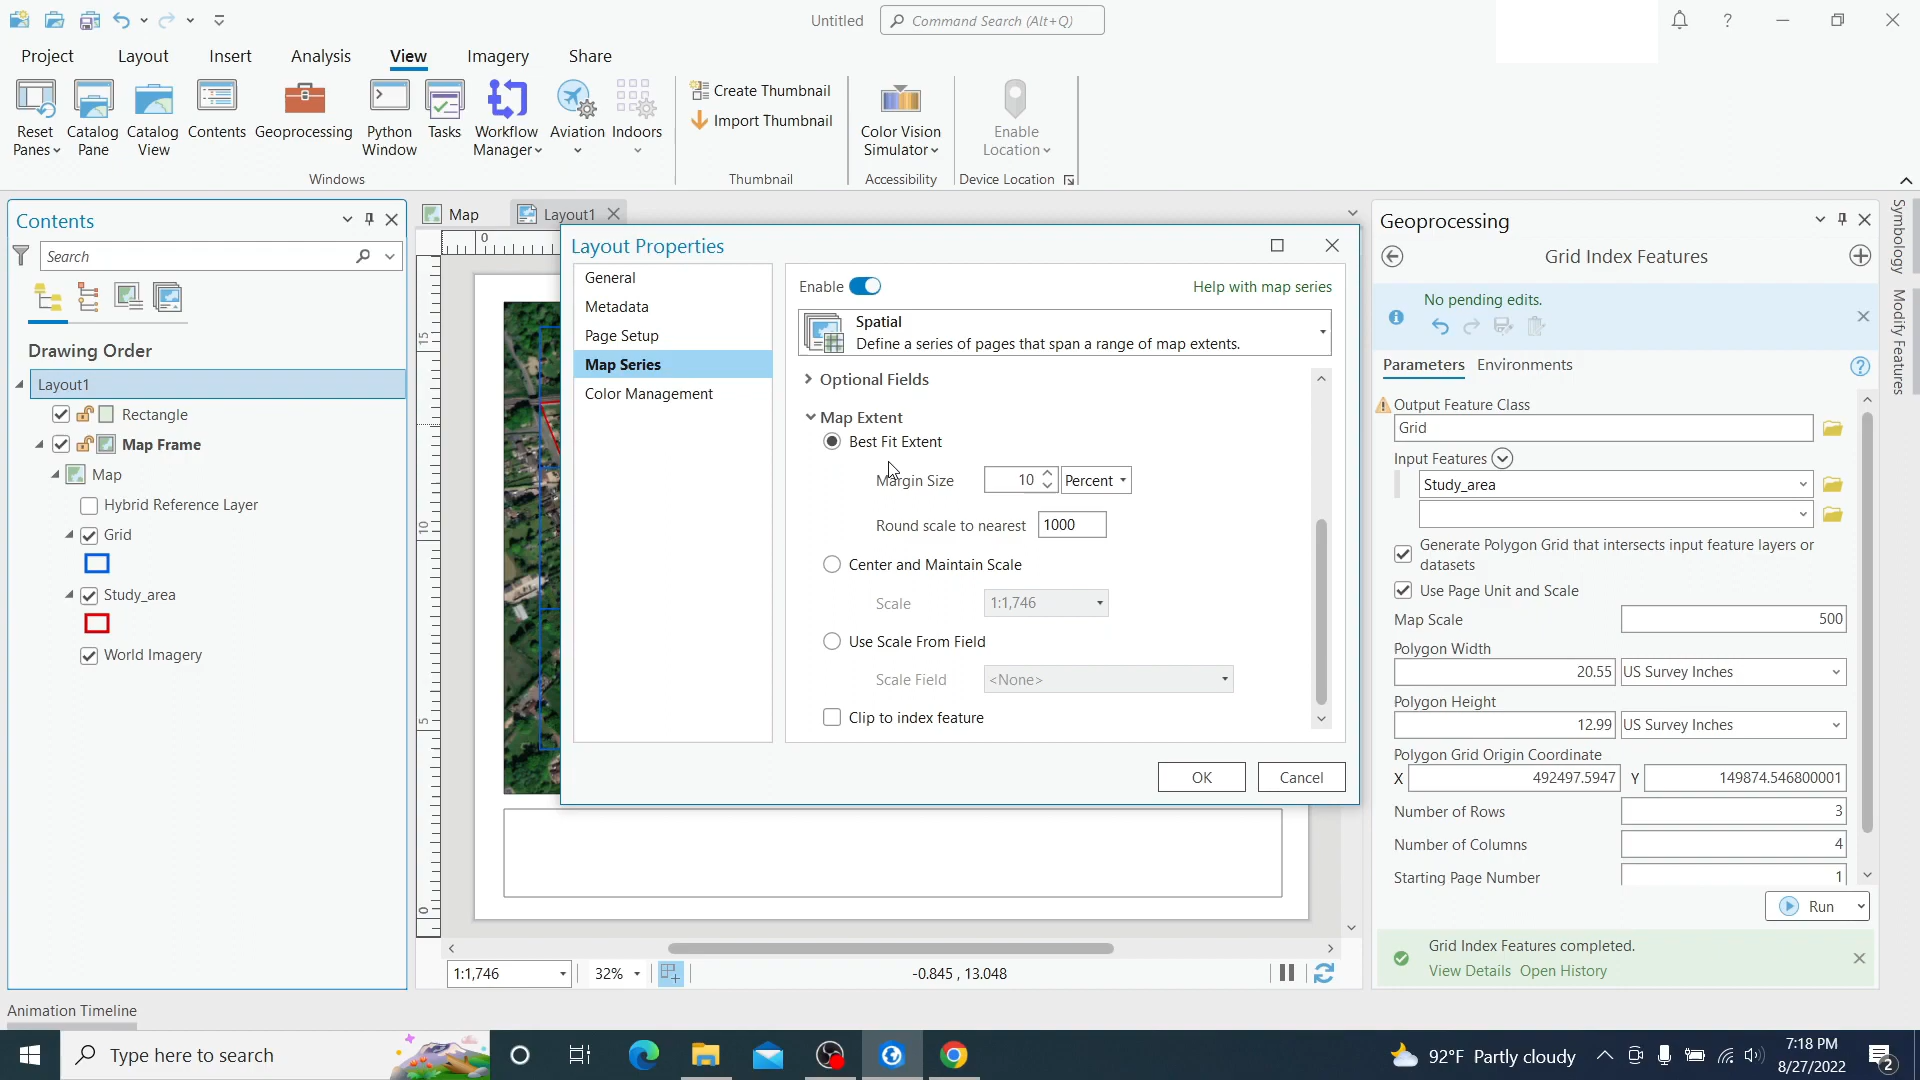 Untitled
Command Search (Alt+Q)
Project
Layout
Insert
Analysis
View
Imagery
Share
Reset
Panes
Catalog
Pane
Catalog
View
Contents
Geoprocessing
Python
Window
Tasks
Workflow
Manager
Aviation
Indoors
Create Thumbnail
Import Thumbnail
Color Vision
Simulator
Enable
Location
Windows
Thumbnail
Accessibility
Device Location
Contents
Search
Drawing Order
Layout1
Rectangle
Map Frame
Map
Hybrid Reference Layer
Grid
Study_area
World Imagery
Map
Layout1
0
15
10
5
0
Layout Properties
General
Metadata
Page Setup
Map Series
Color Management
Enable
Help with map series
Spatial
Define a series of pages that span a range of map extents.
Optional Fields
Map Extent
Best Fit Extent
Margin Size
10
Percent
Round scale to nearest
1000
Center and Maintain Scale
Scale
1:1,746
Use Scale From Field
Scale Field
<None>
Clip to index feature
OK
Cancel
1:1,746
32%
-0.845 , 13.048
Geoprocessing
Grid Index Features
No pending edits.
Parameters
Environments
Output Feature Class
Grid
Input Features
Study_area
Generate Polygon Grid that intersects input feature layers or
datasets
Use Page Unit and Scale
Map Scale
500
Polygon Width
20.55
US Survey Inches
Polygon Height
12.99
US Survey Inches
Polygon Grid Origin Coordinate
X
492497.5947
Y
149874.546800001
Number of Rows
3
Number of Columns
4
Starting Page Number
1
Run
Grid Index Features completed.
View Details
Open History
Symbology
Modify Features
Animation Timeline
Type here to search
92°F Partly cloudy
7:18 PM
8/27/2022
2